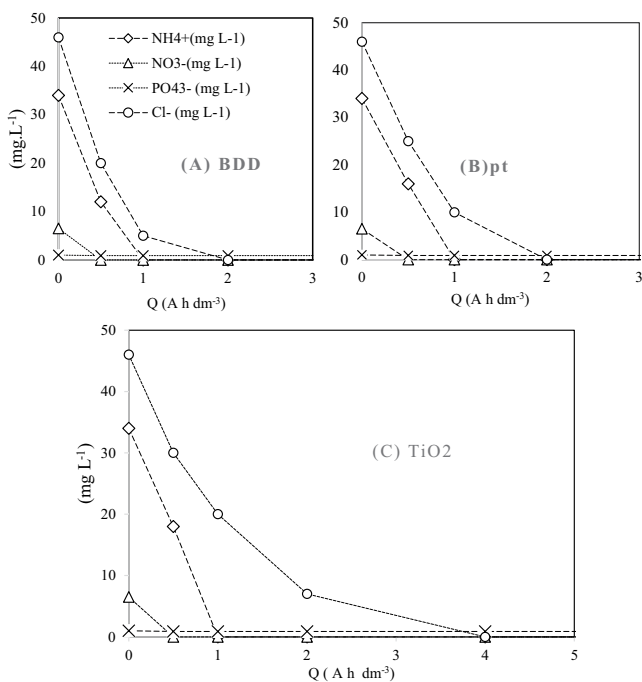 50
40
30
20
10
0
(mg.L-1)
NH4+(mg L-1)
NO3-(mg L-1)
PO43- (mg L-1)
Cl- (mg L-1)
(A) BDD
0 1 2 3
Q (A h dm-3)
50
40
30
20
10
0
(B)pt
0 1 2 3
Q (A h dm-3)
50
40
30
20
10
0
(mg L-1)
(C) TiO2
0 1 2 3 4 5
Q ( A h dm-3)